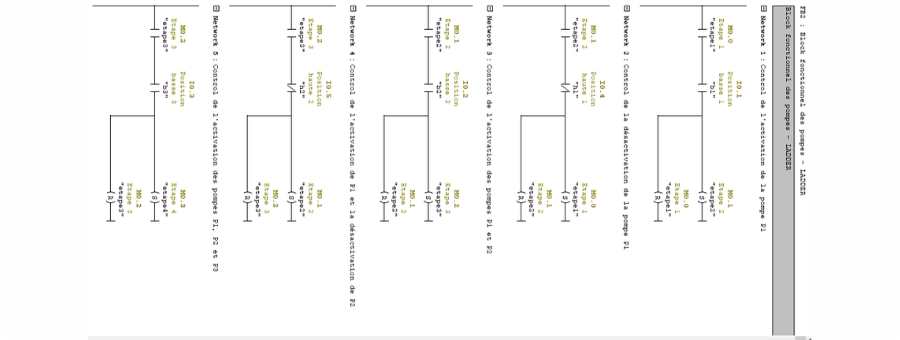 FB2 : Block fonctionnel des pompes - LADDER
Block fonctionnel des pompes - LADDER
Network 1 : Control de l'activation de la pompe P1
I0.1
M0.0 Position M0.1
Etape 1 basse 1 Etape 2
"etape1" "b1" "etape2"
(S)
M0.0
Etape 1
"etape1"
(R)
Network 2 : Control de la désactivation de la pompe P1
I0.4
M0.1 Position M0.0
Etape 2 haute 1 Etape 1
"etape2" "h1" "etape1"
(S)
M0.1
Etape 2
"etape2"
(R)
Network 3 : Control de l'activation des pompes P1 et P2
I0.2
M0.1 Position M0.2
Etape 2 basse 2 Etape 3
"etape2" "b2" "etape3"
(S)
M0.1
Etape 2
"etape2"
(R)
Network 4 : Control de l'activation de P1 et la désactivation de P2
I0.5
M0.2 Position M0.1
Etape 3 haute 2 Etape 2
"etape3" "h2" "etape2"
(S)
M0.2
Etape 3
"etape3"
(R)
Network 5 : Control de l'activation des pompes P1, P2 et P3
I0.3
M0.2 Position M0.3
Etape 3 basse 3 Etape 4
"etape3" "b3" "etape4"
(S)
M0.2
Etape 3
"etape3"
(R)